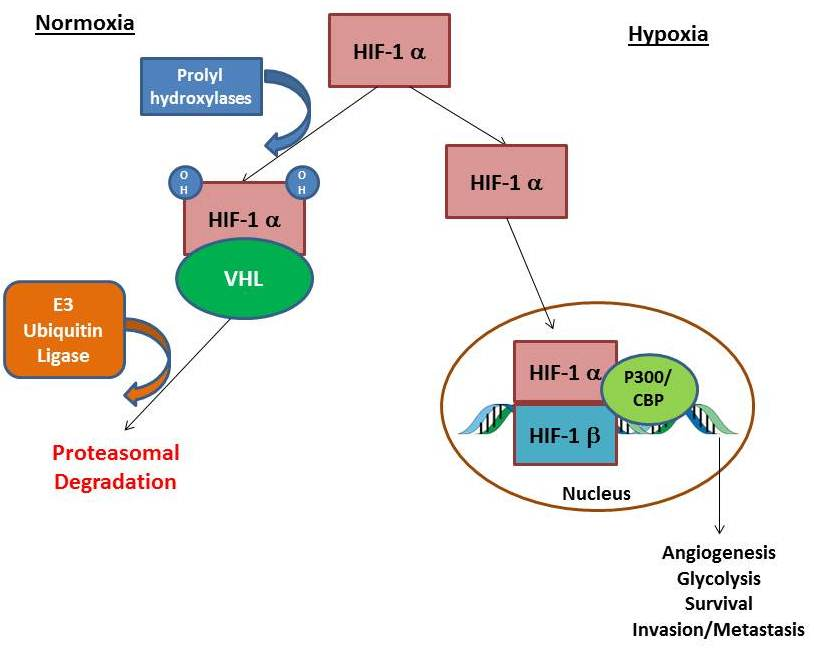 Normoxia
HIF-1 α
Hypoxia
Prolyl
hydroxylases
O
H
O
H
HIF-1 α
VHL
HIF-1 α
E3
Ubiquitin
Ligase
Proteasomal
Degradation
HIF-1 α
P300/
CBP
HIF-1 β
Nucleus
Angiogenesis
Glycolysis
Survival
Invasion/Metastasis